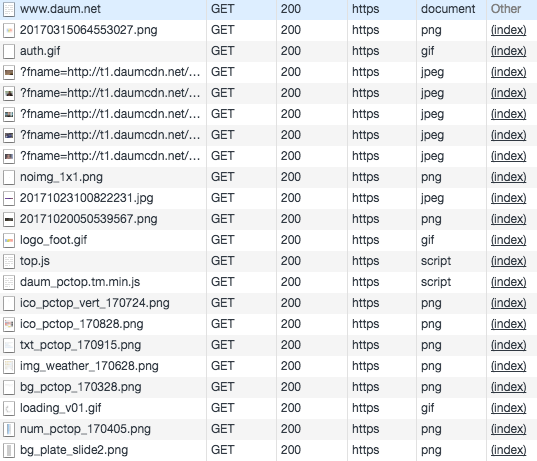 www.daum.net GET 200 https document Other
20170315064553027.png GET 200 https png (index)
auth.gif GET 200 https gif (index)
?fname=http://t1.daumcdn.net/... GET 200 https jpeg (index)
?fname=http://t1.daumcdn.net/... GET 200 https jpeg (index)
?fname=http://t1.daumcdn.net/... GET 200 https jpeg (index)
?fname=http://t1.daumcdn.net/... GET 200 https jpeg (index)
?fname=http://t1.daumcdn.net/... GET 200 https jpeg (index)
noimg_1x1.png GET 200 https png (index)
20171023100822231.jpg GET 200 https jpeg (index)
20171020050539567.png GET 200 https png (index)
logo_foot.gif GET 200 https gif (index)
top.js GET 200 https script (index)
daum_pctop.tm.min.js GET 200 https script (index)
ico_pctop_vert_170724.png GET 200 https png (index)
ico_pctop_170828.png GET 200 https png (index)
txt_pctop_170915.png GET 200 https png (index)
img_weather_170628.png GET 200 https png (index)
bg_pctop_170328.png GET 200 https png (index)
loading_v01.gif GET 200 https gif (index)
num_pctop_170405.png GET 200 https png (index)
bg_plate_slide2.png GET 200 https png (index)